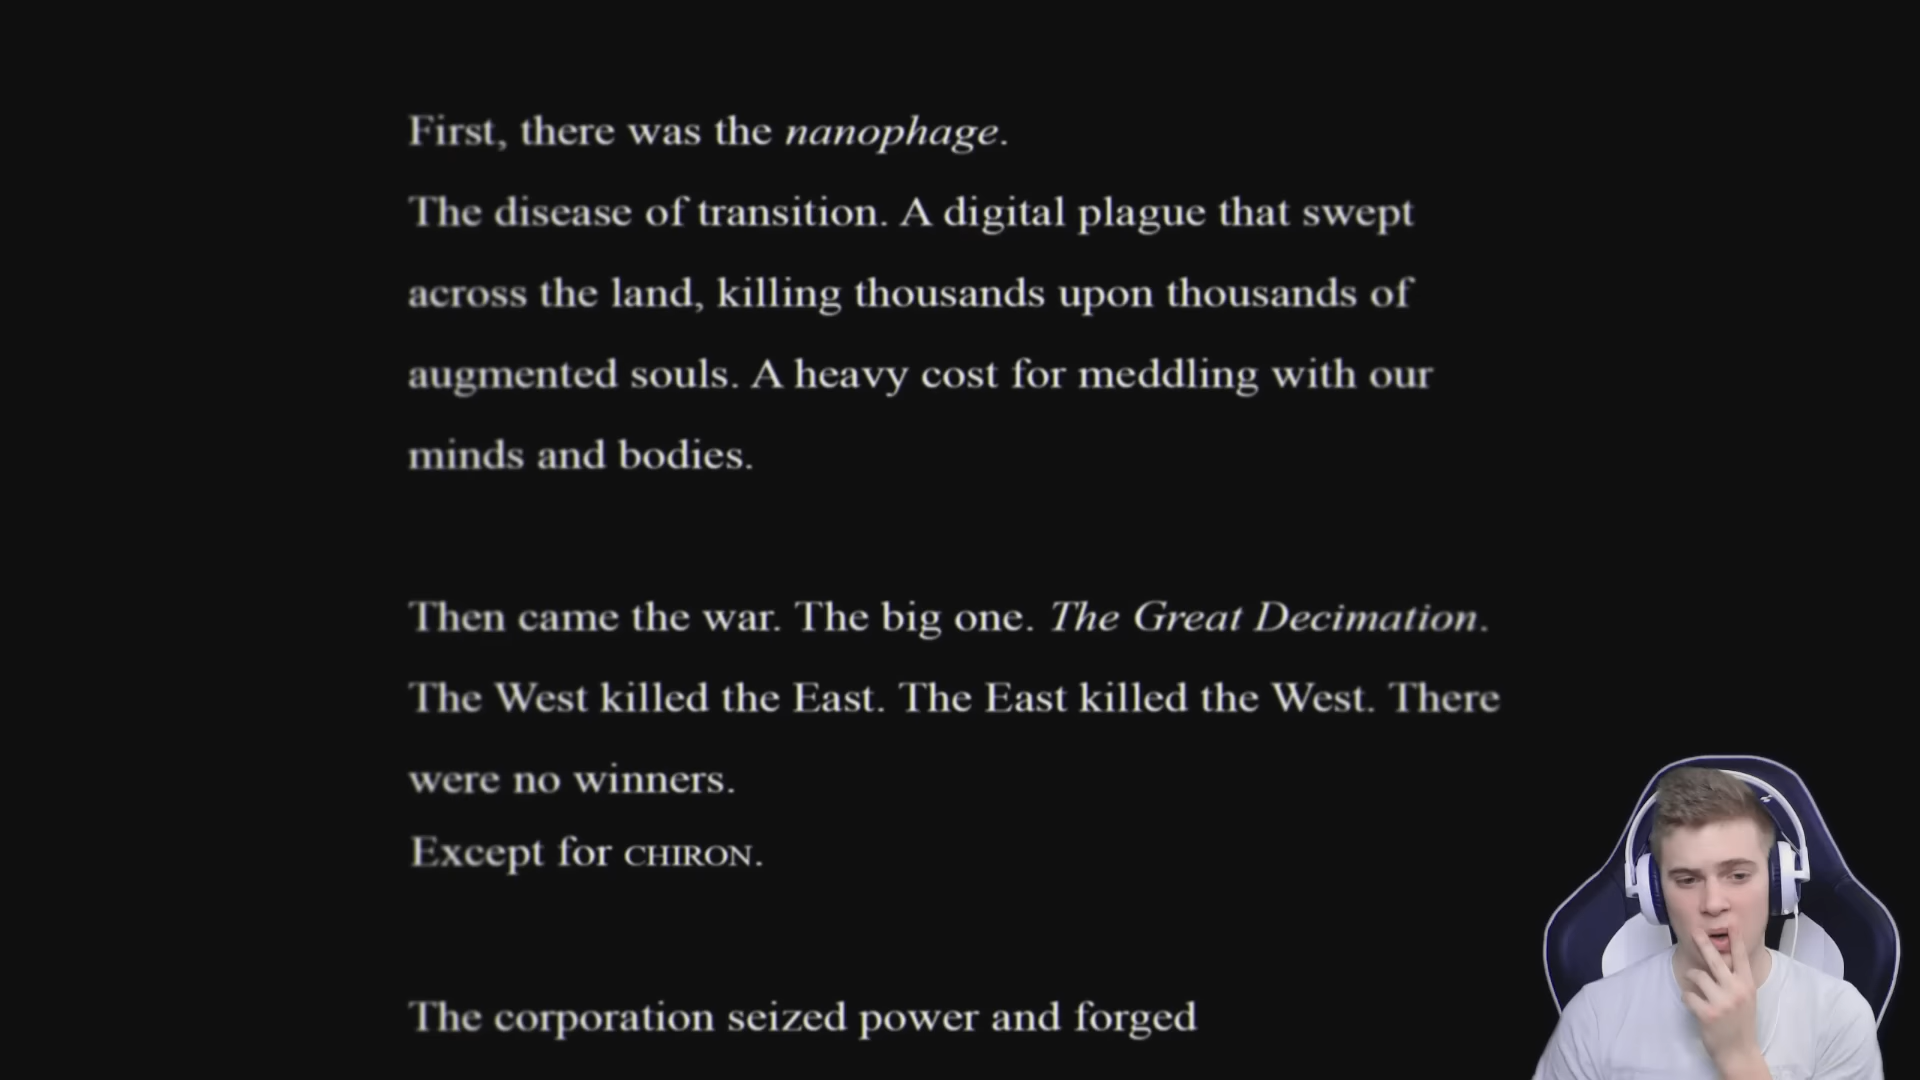 First, there was the nanophage.
The disease of transition. A digital plague that swept
across the land, killing thousands upon thousands of
augmented souls. A heavy cost for meddling with our
minds and bodies.
Then came the war. The big one. The Great Decimation.
The West killed the East. The East killed the West. There
were no winners.
Except for CHIRON.
The corporation seized power and forged